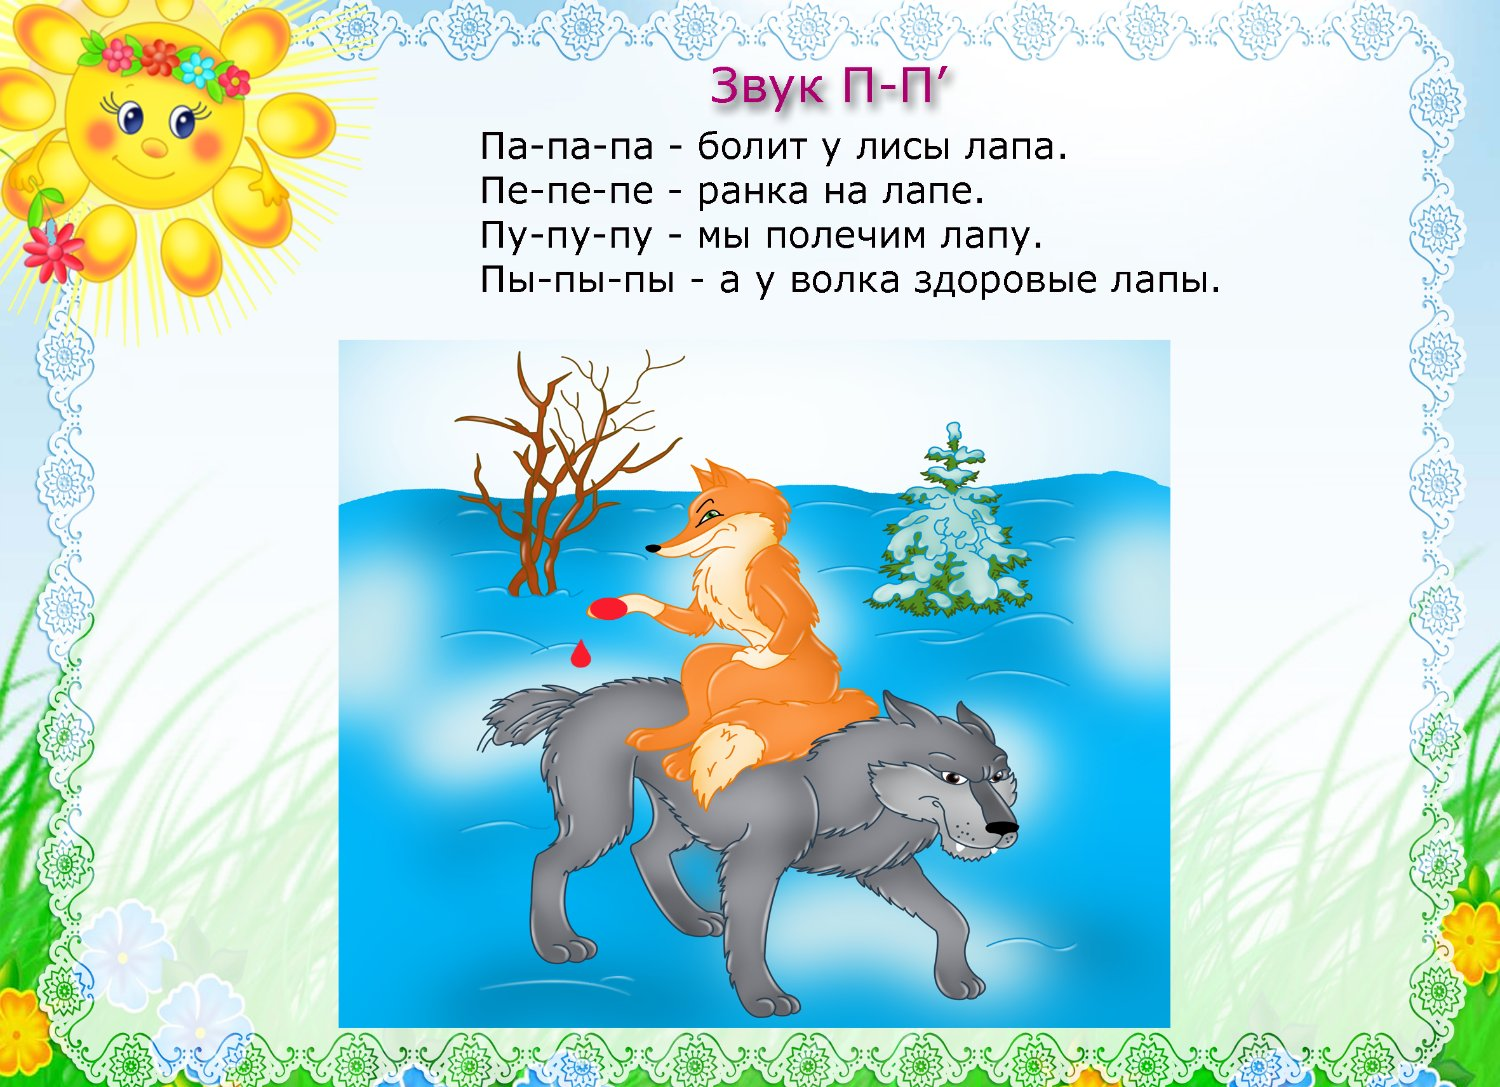 Звук П-П’
Па-па-па - болит у лисы лапа.
Пе-пе-пе - ранка на лапе.
Пу-пу-пу - мы полечим лапу.
Пы-пы-пы - а у волка здоровые лапы.